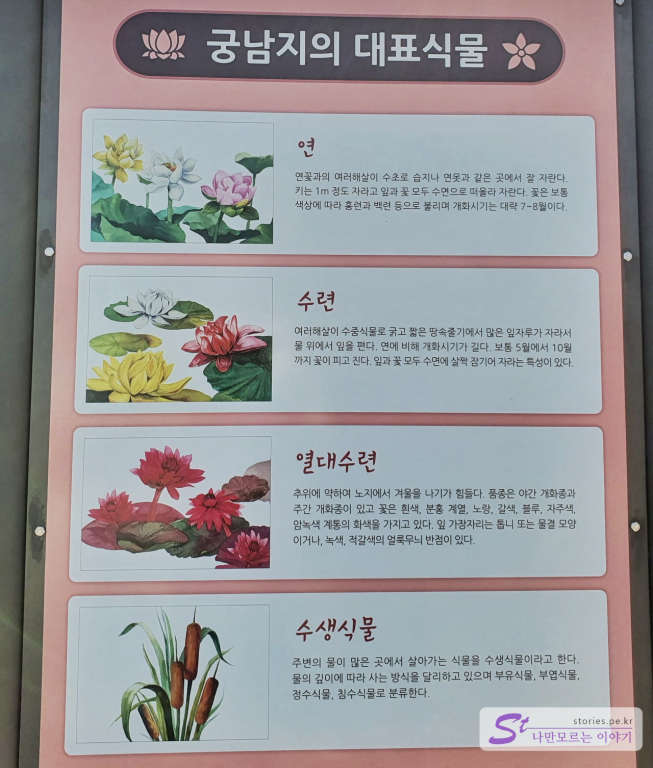 궁남지의 대표식물
연
연꽃과의 여러해살이 수초로 습지나 연못과 같은 곳에서 잘 자란다.
키는 1m 정도 자라고 잎과 꽃 모두 수면으로 떠올라 자란다. 꽃은 보통
색상에 따라 홍련과 백련 등으로 불리며 개화시기는 대략 7~8월이다.
수련
여러해살이 수중식물로 굵고 짧은 땅속줄기에서 많은 잎자루가 자라서
물 위에서 잎을 편다. 연에 비해 개화시기가 길다. 보통 5월에서 10월
까지 꽃이 피고 진다. 잎과 꽃 모두 수면에 살짝 잠기어 자라는 특성이 있다.
열대수련
추위에 약하여 노지에서 겨울을 나기가 힘들다. 품종은 야간 개화종과
주간 개화종이 있고 꽃은 흰색, 분홍 계열, 노랑, 갈색, 블루, 자주색,
암녹색 계통의 화색을 가지고 있다. 잎 가장자리는 톱니 또는 물결 모양
이거나, 녹색, 적갈색의 얼룩무늬 반점이 있다.
수생식물
주변의 물이 많은 곳에서 살아가는 식물을 수생식물이라고 한다.
물의 깊이에 따라 사는 방식을 달리하고 있으며 부유식물, 부엽식물,
정수식물, 침수식물로 분류한다.
St
stories.pe.kr
나만모르는 이야기